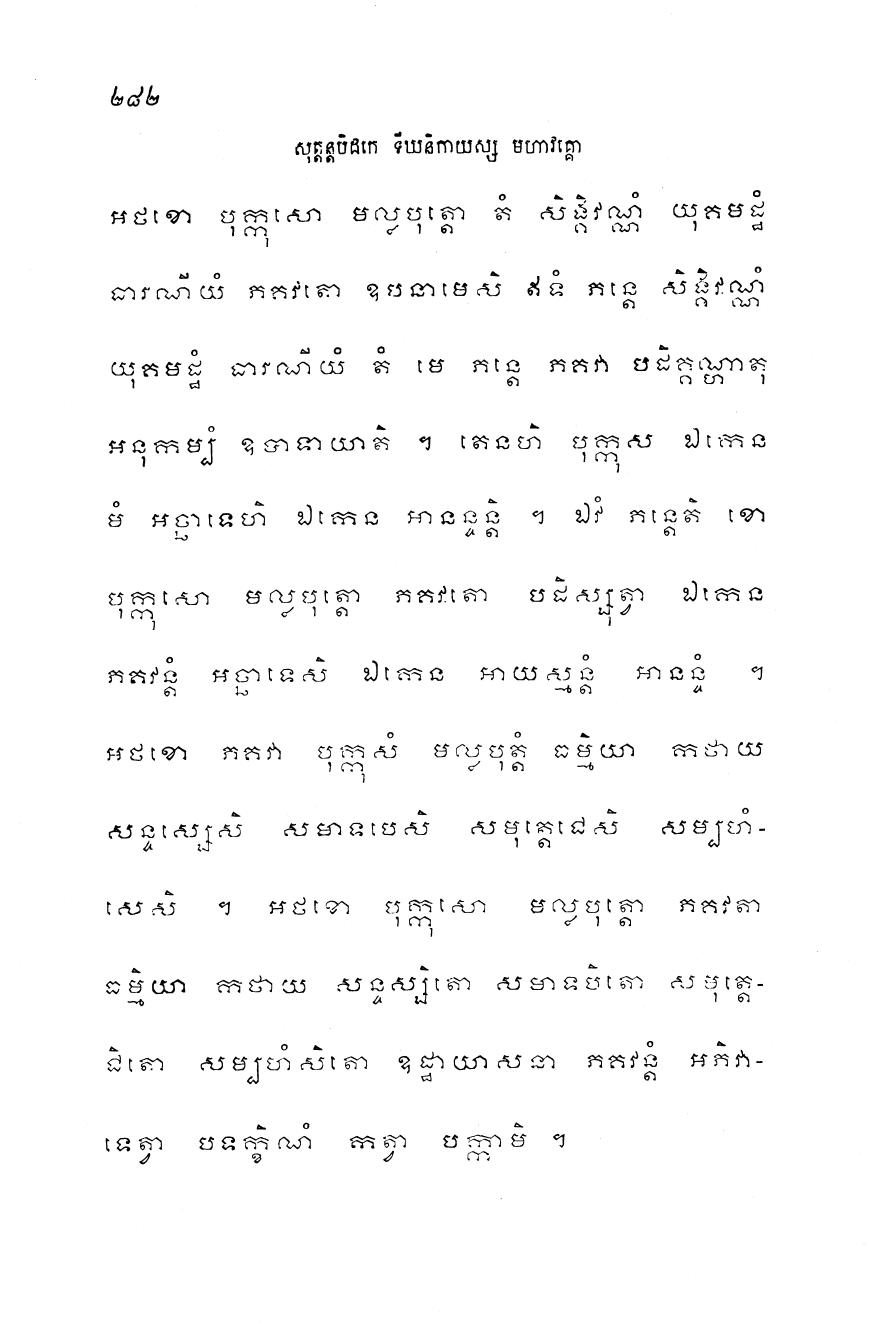 ២៨២
សុត្តន្តបិដកេ ទីឃនិកាយស្ស មហាវគ្គោ
អថខោ បុក្កុសោ មល្លបុត្តោ តំ សិង្គិវណ្ណំ យុគមដ្ឋំ
ធារណីយំ ភគវតោ ឧបនាមេសិ ឥទំ ភន្តេ សិង្គិវណ្ណំ
យុគមដ្ឋំ ធារណីយំ តំ មេ ភន្តេ ភគវា បដិគ្គណ្ហាតុ
អនុកម្បំ ឧបាទាយាតិ ។ តេនហិ បុក្កុស ឯកេន
មំ អច្ឆាទេហិ ឯកេន អានន្ទន្តិ ។ ឯវំ ភន្តេតិ ខោ
បុក្កុសោ មល្លបុត្តោ ភគវតោ បដិស្សុត្វា ឯកេន
ភគវន្តំ អច្ឆាទេសិ ឯកេន អាយស្មន្តំ អានន្ទំ ។
អថខោ ភគវា បុក្កុសំ មល្លបុត្តំ ធម្មិយា កថាយ
សន្ទស្សេសិ សមាទបេសិ សមុត្តេជេសិ សម្បហំ-
សេសិ ។ អថខោ បុក្កុសោ មល្លបុត្តោ ភគវតា
ធម្មិយា កថាយ សន្ទស្សិតោ សមាទបិតោ សមុត្តេ-
ជិតោ សម្បហំសិតោ ឧដ្ឋាយាសនា ភគវន្តំ អភិវា-
ទេត្វា បទក្ខិណំ កត្វា បក្កាមិ ។